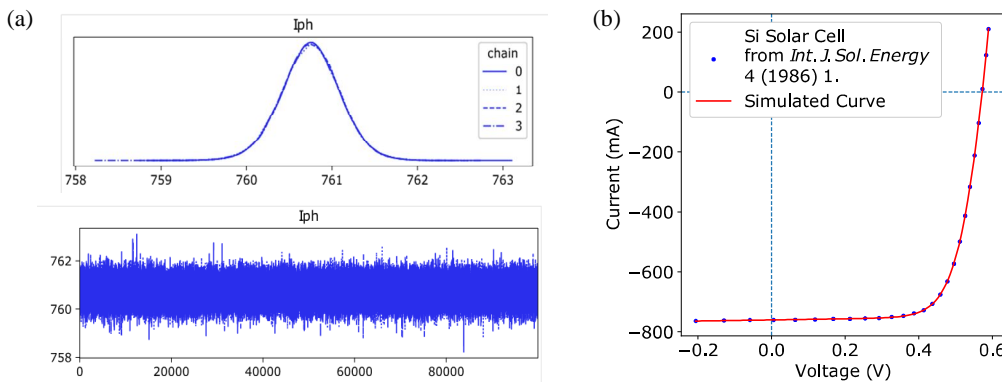 (a)
Iph
chain
0
1
2
3
758
759
760
761
762
763
Iph
762
760
758
0
20000
40000
60000
80000
(b)
Si Solar Cell
from Int. J. Sol. Energy
4 (1986) 1.
Simulated Curve
Current (mA)
200
0
−200
−400
−600
−800
−0.2
0.0
0.2
0.4
0.6
Voltage (V)